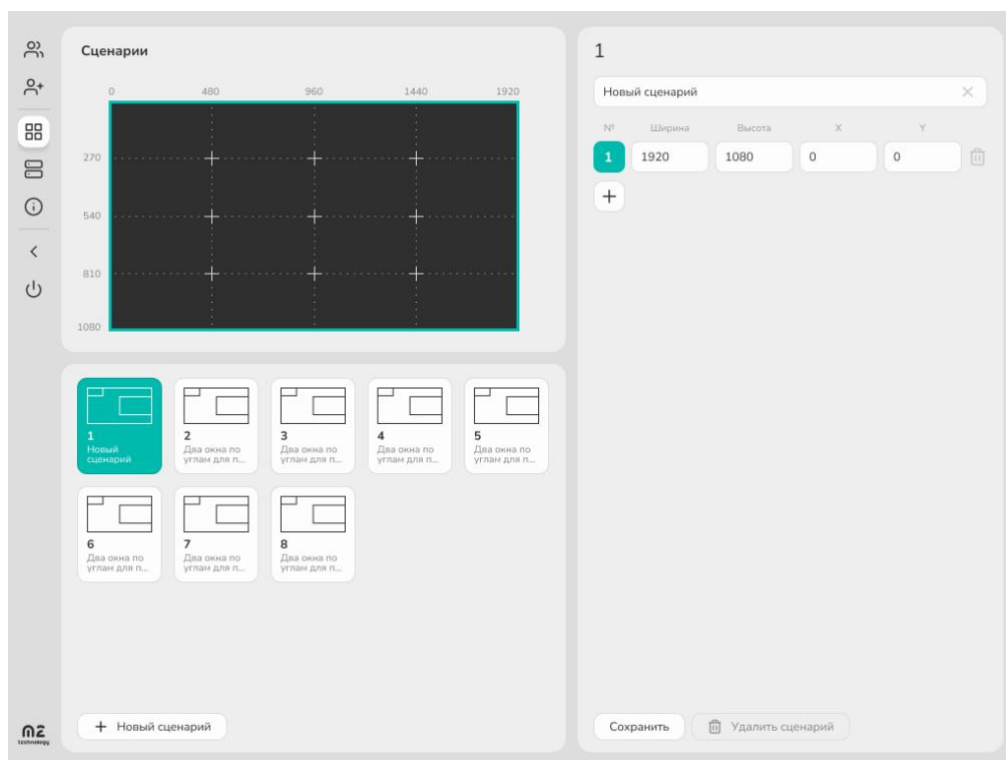 Сценарии
0 480 960 1440 1920
270
540
810
1080
1
Новый
сценарий
2
Два окна по
углам для п...
3
Два окна по
углам для п...
4
Два окна по
углам для п...
5
Два окна по
углам для п...
6
Два окна по
углам для п...
7
Два окна по
углам для п...
8
Два окна по
углам для п...
+ Новый сценарий
1
Новый сценарий
№ Ширина Высота X Y
1 1920 1080 0 0
Сохранить Удалить сценарий
m2
technology